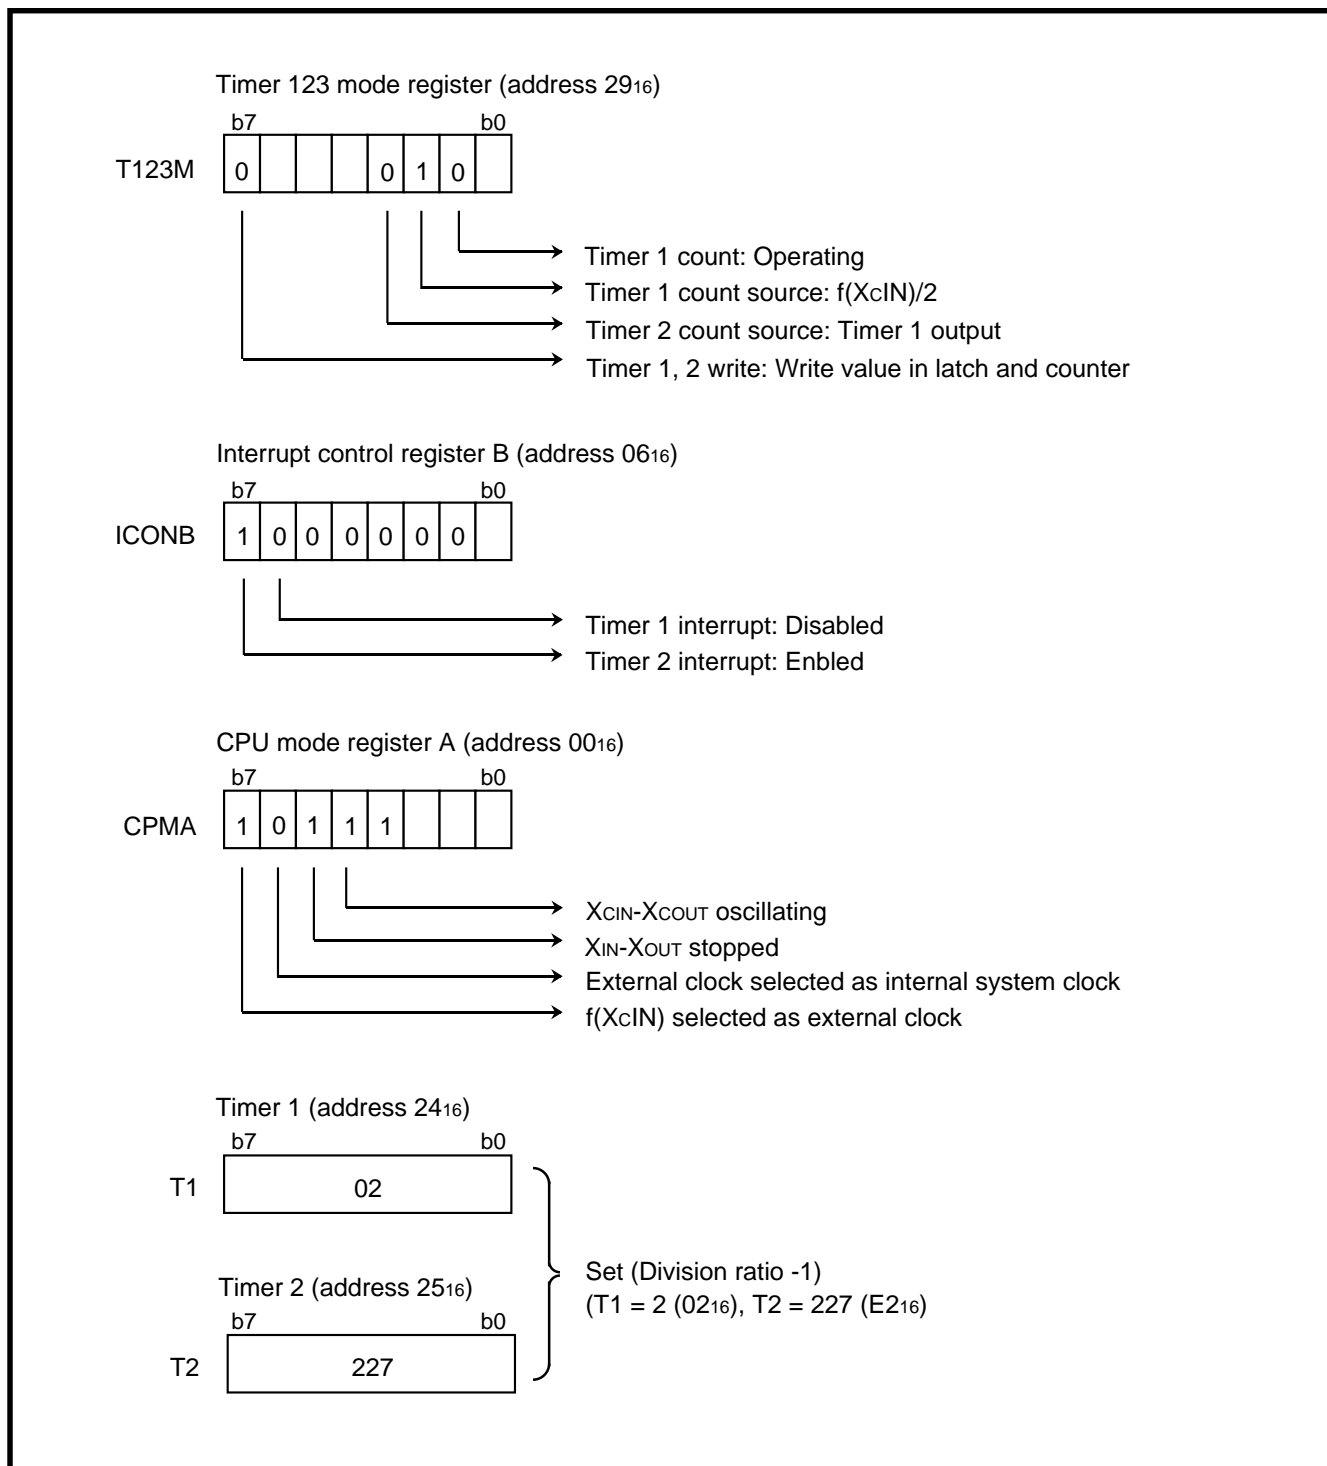 Timer 123 mode register (address 2916)
b7 b0
T123M 0 0 1 0
Timer 1 count: Operating
Timer 1 count source: f(XCIN)/2
Timer 2 count source: Timer 1 output
Timer 1, 2 write: Write value in latch and counter
Interrupt control register B (address 0616)
b7 b0
ICONB 1 0 0 0 0 0 0
Timer 1 interrupt: Disabled
Timer 2 interrupt: Enbled
CPU mode register A (address 0016)
b7 b0
CPMA 1 0 1 1 1
XCIN-XCOUT oscillating
XIN-XOUT stopped
External clock selected as internal system clock
f(XCIN) selected as external clock
Timer 1 (address 2416)
b7 b0
T1 02
Timer 2 (address 2516)
b7 b0
T2 227
Set (Division ratio -1)
(T1 = 2 (0216), T2 = 227 (E216)